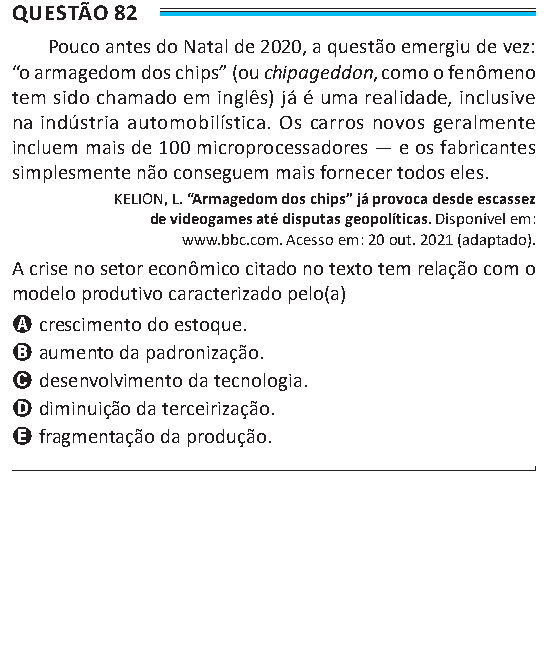 QUESTÃO 82
Pouco antes do Natal de 2020, a questão emergiu de vez:
“o armagedom dos chips” (ou chipageddon, como o fenômeno
tem sido chamado em inglês) já é uma realidade, inclusive
na indústria automobilística. Os carros novos geralmente
incluem mais de 100 microprocessadores — e os fabricantes
simplesmente não conseguem mais fornecer todos eles.
KELION, L. “Armagedom dos chips” já provoca desde escassez
de videogames até disputas geopolíticas. Disponível em:
www.bbc.com. Acesso em: 20 out. 2021 (adaptado).
A crise no setor econômico citado no texto tem relação com o
modelo produtivo caracterizado pelo(a)
A crescimento do estoque.
B aumento da padronização.
C desenvolvimento da tecnologia.
D diminuição da terceirização.
E fragmentação da produção.